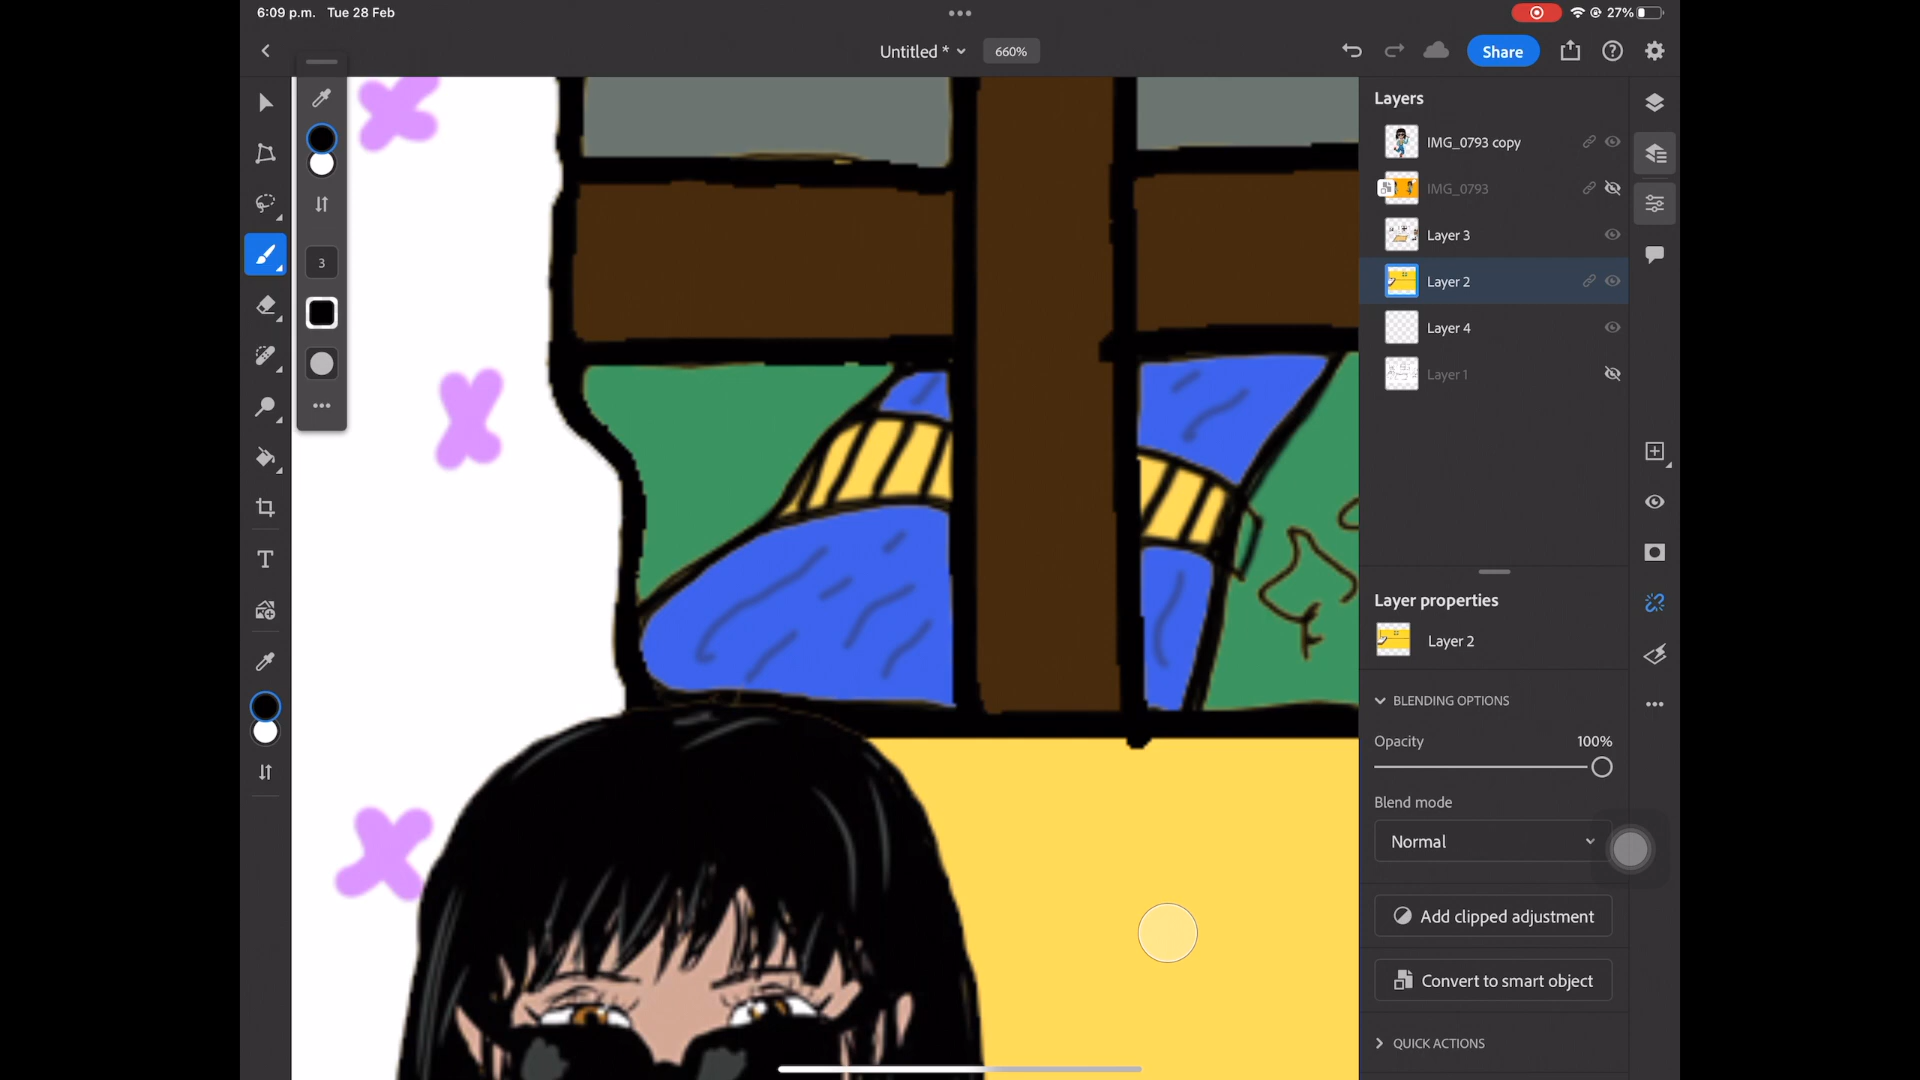 6:09 p.m. Tue 28 Feb
27%
Untitled *
660%
Share
Layers
IMG_0793 copy
IMG_0793
Layer 3
Layer 2
Layer 4
Layer 1
3
T
Layer properties
Layer 2
BLENDING OPTIONS
Opacity 100%
Blend mode
Normal
Add clipped adjustment
Convert to smart object
QUICK ACTIONS